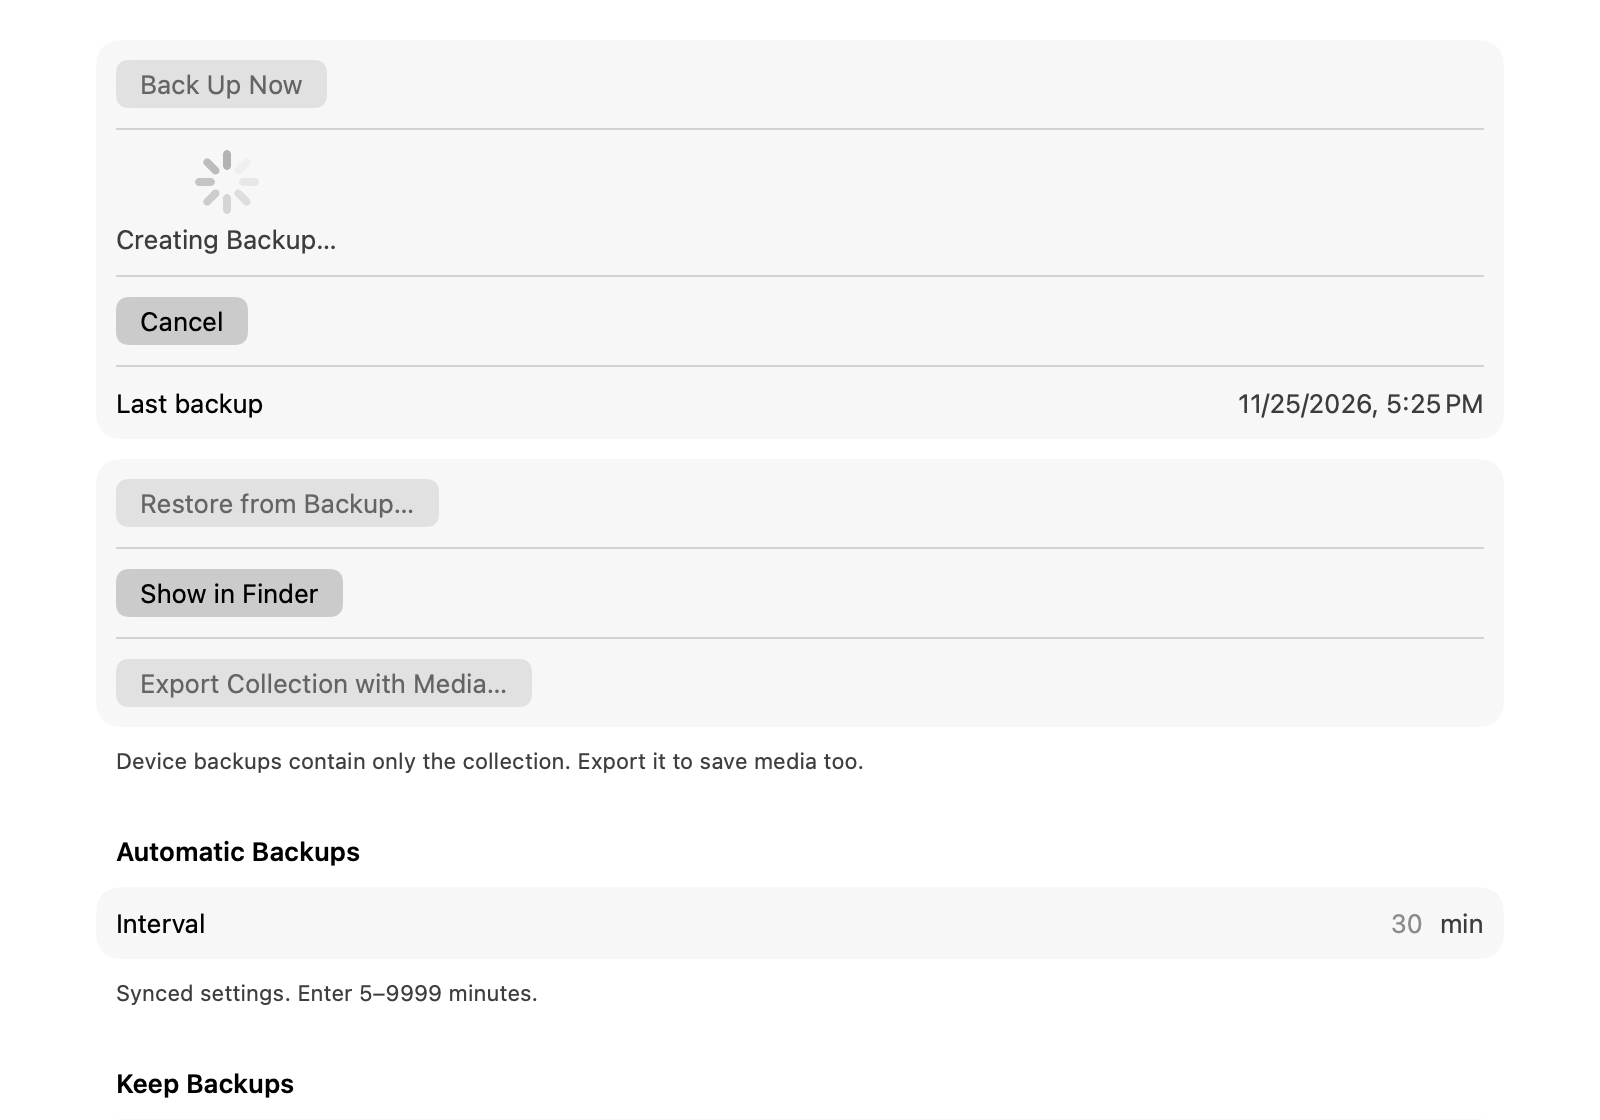 Back Up Now
Creating Backup...
Cancel
Last backup 11/25/2026, 5:25 PM
Restore from Backup...
Show in Finder
Export Collection with Media...
Device backups contain only the collection. Export it to save media too.
Automatic Backups
Interval 30 min
Synced settings. Enter 5–9999 minutes.
Keep Backups